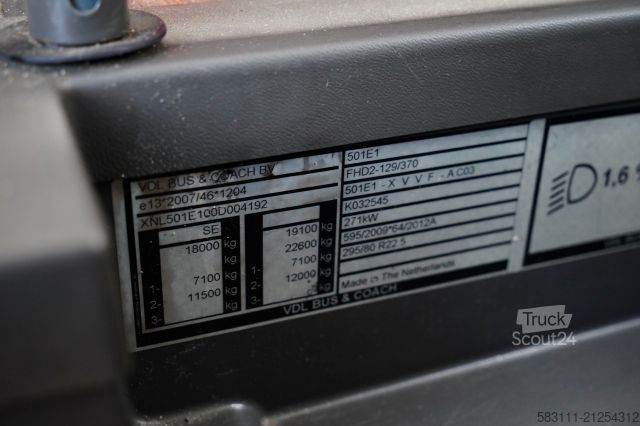 VDL BUS & COACH BV
e13*2007/46*1204
XNL501E100D004192
SE
18000 kg
kg
1- 7100 kg
2- 11500 kg
3- kg
19100 kg
22600 kg
1- 7100 kg
2- 12000 kg
3- kg
VDL BUS & COACH
501E1
FHD2-129/370
501E1 - X V V F - A C03
K032545
271kW
595/2009*64/2012A
295/80 R22.5
Made in The Netherlands
1,6 %
Truck
Scout24
583111-21254312